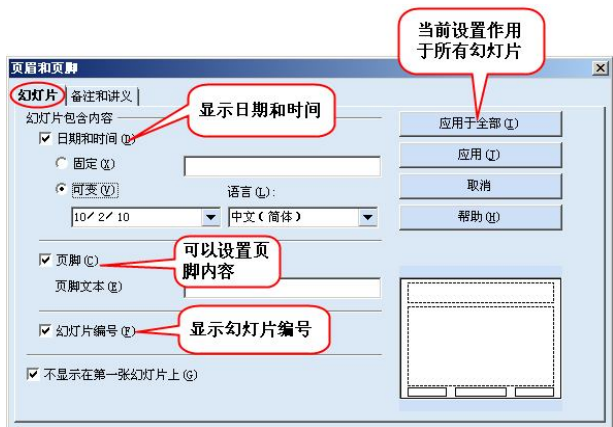 当前设置作用
于所有幻灯片
页眉和页脚
幻灯片 备注和讲义
显示日期和时间
幻灯片包含内容
日期和时间(D)
固定(X)
可变(V)
语言(L):
10/ 2/ 10
中文(简体)
应用于全部(I)
应用(J)
取消
帮助(H)
页脚(C)
可以设置页
脚内容
页脚文本(E)
幻灯片编号(F)
显示幻灯片编号
不显示在第一张幻灯片上(G)